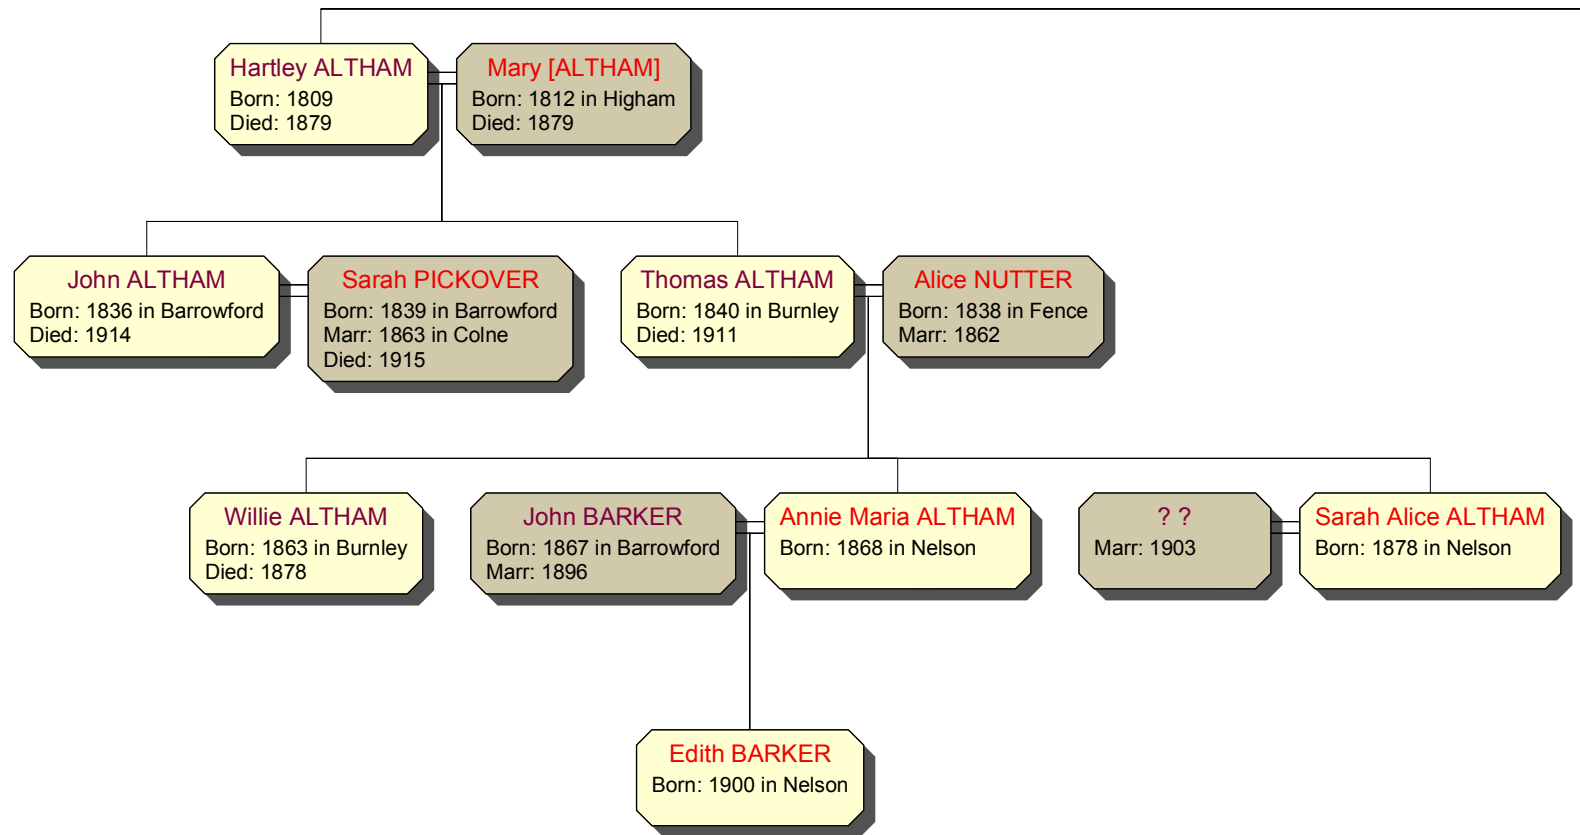 Hartley ALTHAM
Born: 1809
Died: 1879
Mary [ALTHAM]
Born: 1812 in Higham
Died: 1879
John ALTHAM
Born: 1836 in Barrowford
Died: 1914
Sarah PICKOVER
Born: 1839 in Barrowford
Marr: 1863 in Colne
Died: 1915
Thomas ALTHAM
Born: 1840 in Burnley
Died: 1911
Alice NUTTER
Born: 1838 in Fence
Marr: 1862
Willie ALTHAM
Born: 1863 in Burnley
Died: 1878
John BARKER
Born: 1867 in Barrowford
Marr: 1896
Annie Maria ALTHAM
Born: 1868 in Nelson
? ?
Marr: 1903
Sarah Alice ALTHAM
Born: 1878 in Nelson
Edith BARKER
Born: 1900 in Nelson